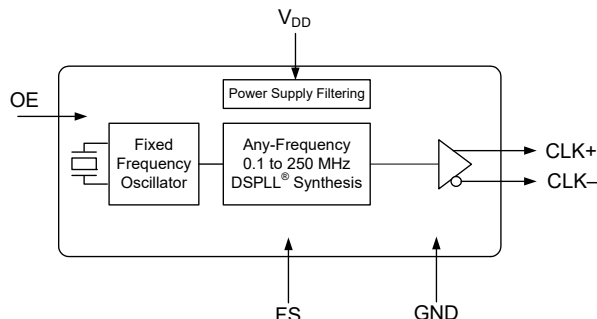 VDD
Power Supply Filtering
OE
Fixed
Frequency
Oscillator
Any-Frequency
0.1 to 250 MHz
DSPLL® Synthesis
CLK+
CLK–
FS
GND